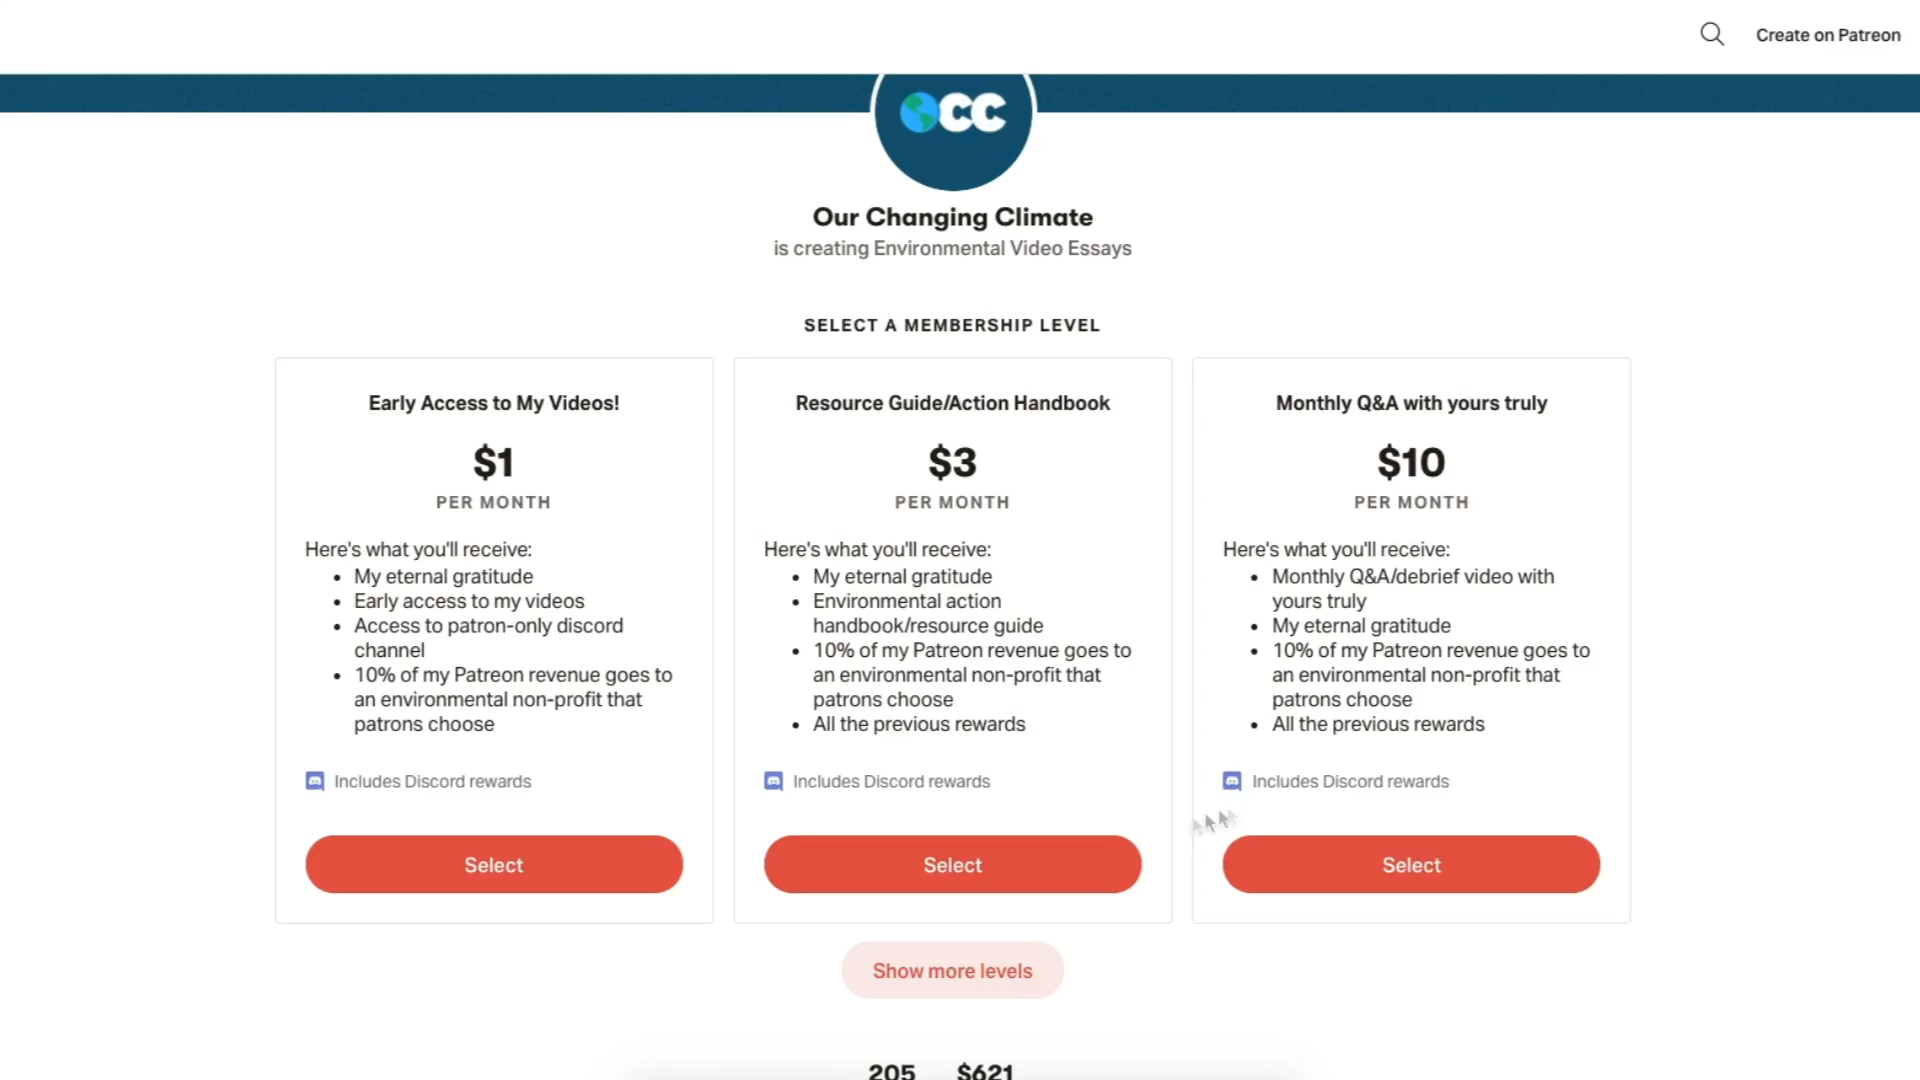 Create on Patreon
CC
Our Changing Climate
is creating Environmental Video Essays
SELECT A MEMBERSHIP LEVEL
Early Access to My Videos!
$1
PER MONTH
Here's what you'll receive:
My eternal gratitude
Early access to my videos
Access to patron-only discord
channel
10% of my Patreon revenue goes to
an environmental non-profit that
patrons choose
Includes Discord rewards
Select
Resource Guide/Action Handbook
$3
PER MONTH
Here's what you'll receive:
My eternal gratitude
Environmental action
handbook/resource guide
10% of my Patreon revenue goes to
an environmental non-profit that
patrons choose
All the previous rewards
Includes Discord rewards
Select
Monthly Q&A with yours truly
$10
PER MONTH
Here's what you'll receive:
Monthly Q&A/debrief video with
yours truly
My eternal gratitude
10% of my Patreon revenue goes to
an environmental non-profit that
patrons choose
All the previous rewards
Includes Discord rewards
Select
Show more levels
205 $621